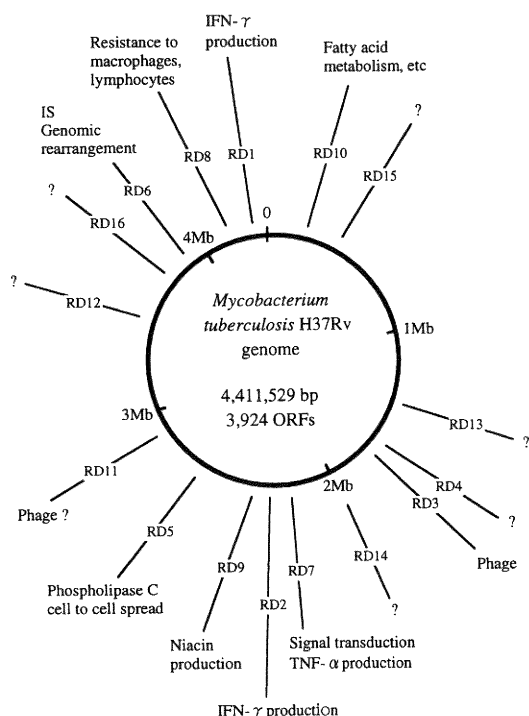 IFN- γ
production
Resistance to
macrophages,
lymphocytes
Fatty acid
metabolism, etc
IS
Genomic
rearrangement
?
RD8
RD1
RD10
RD15
RD6
?
RD16
0
4Mb
?
RD12
Mycobacterium
tuberculosis H37Rv
genome
1Mb
4,411,529 bp
3,924 ORFs
3Mb
RD13
?
RD11
2Mb
RD4
RD3
?
Phage ?
RD5
RD14
Phage
RD9
RD7
RD2
?
Phospholipase C
cell to cell spread
Niacin
production
Signal transduction
TNF- α production
IFN- γ production